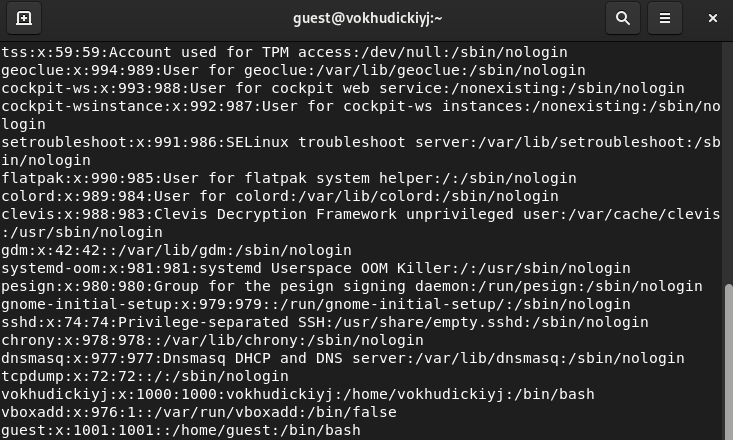 guest@vokhudickiyj:~
tss:x:59:59:Account used for TPM access:/dev/null:/sbin/nologin
geoclue:x:994:989:User for geoclue:/var/lib/geoclue:/sbin/nologin
cockpit-ws:x:993:988:User for cockpit web service:/nonexisting:/sbin/nologin
cockpit-wsinstance:x:992:987:User for cockpit-ws instances:/nonexisting:/sbin/no
login
setroubleshoot:x:991:986:SELinux troubleshoot server:/var/lib/setroubleshoot:/sb
in/nologin
flatpak:x:990:985:User for flatpak system helper:/:/sbin/nologin
colord:x:989:984:User for colord:/var/lib/colord:/sbin/nologin
clevis:x:988:983:Clevis Decryption Framework unprivileged user:/var/cache/clevis
:/usr/sbin/nologin
gdm:x:42:42::/var/lib/gdm:/sbin/nologin
systemd-oom:x:981:981:systemd Userspace OOM Killer:/:/usr/sbin/nologin
pesign:x:980:980:Group for the pesign signing daemon:/run/pesign:/sbin/nologin
gnome-initial-setup:x:979:979::/run/gnome-initial-setup/:/sbin/nologin
sshd:x:74:74:Privilege-separated SSH:/usr/share/empty.sshd:/sbin/nologin
chrony:x:978:978::/var/lib/chrony:/sbin/nologin
dnsmasq:x:977:977:Dnsmasq DHCP and DNS server:/var/lib/dnsmasq:/sbin/nologin
tcpdump:x:72:72::/:/sbin/nologin
vokhudickiyj:x:1000:1000:vokhudickiyj:/home/vokhudickiyj:/bin/bash
vboxadd:x:976:1::/var/run/vboxadd:/bin/false
guest:x:1001:1001::/home/guest:/bin/bash